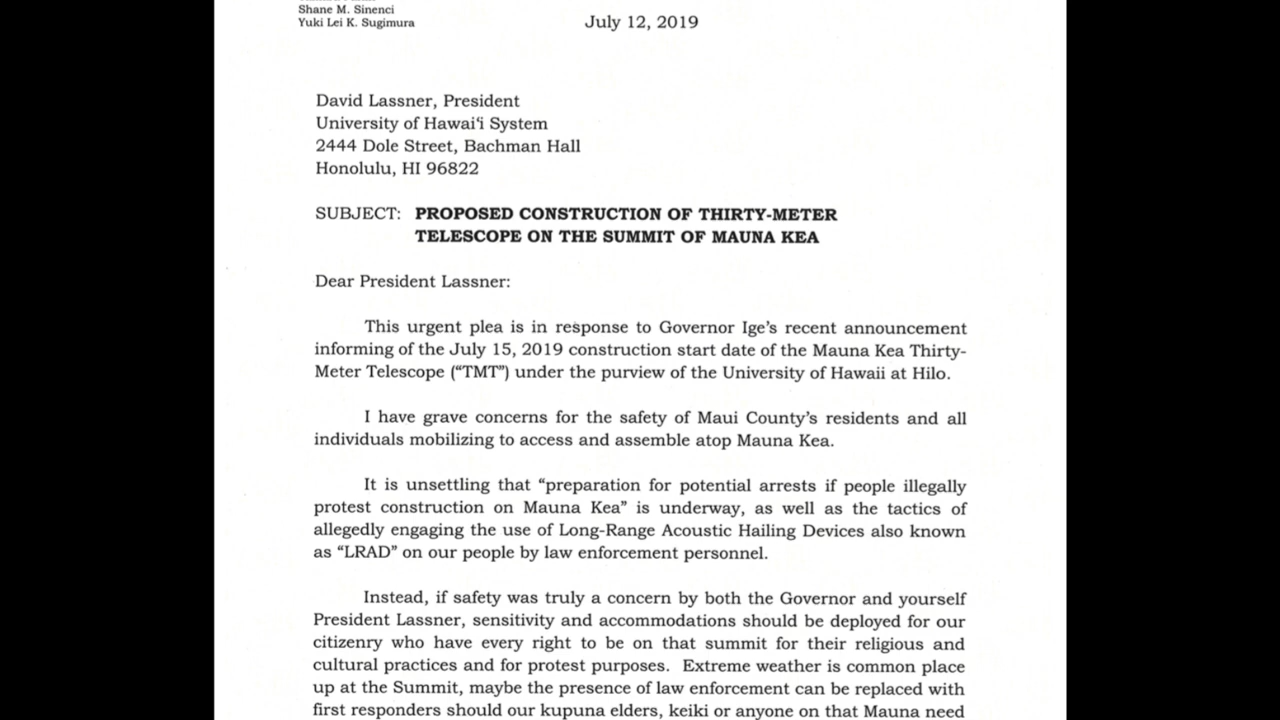 Shane M. Sinenci
Yuki Lei K. Sugimura
July 12, 2019
David Lassner, President
University of Hawai‘i System
2444 Dole Street, Bachman Hall
Honolulu, HI 96822
SUBJECT: PROPOSED CONSTRUCTION OF THIRTY-METER
TELESCOPE ON THE SUMMIT OF MAUNA KEA
Dear President Lassner:
This urgent plea is in response to Governor Ige’s recent announcement
informing of the July 15, 2019 construction start date of the Mauna Kea Thirty-
Meter Telescope (“TMT”) under the purview of the University of Hawaii at Hilo.
I have grave concerns for the safety of Maui County’s residents and all
individuals mobilizing to access and assemble atop Mauna Kea.
It is unsettling that “preparation for potential arrests if people illegally
protest construction on Mauna Kea” is underway, as well as the tactics of
allegedly engaging the use of Long-Range Acoustic Hailing Devices also known
as “LRAD” on our people by law enforcement personnel.
Instead, if safety was truly a concern by both the Governor and yourself
President Lassner, sensitivity and accommodations should be deployed for our
citizenry who have every right to be on that summit for their religious and
cultural practices and for protest purposes. Extreme weather is common place
up at the Summit, maybe the presence of law enforcement can be replaced with
first responders should our kupuna elders, keiki or anyone on that Mauna need